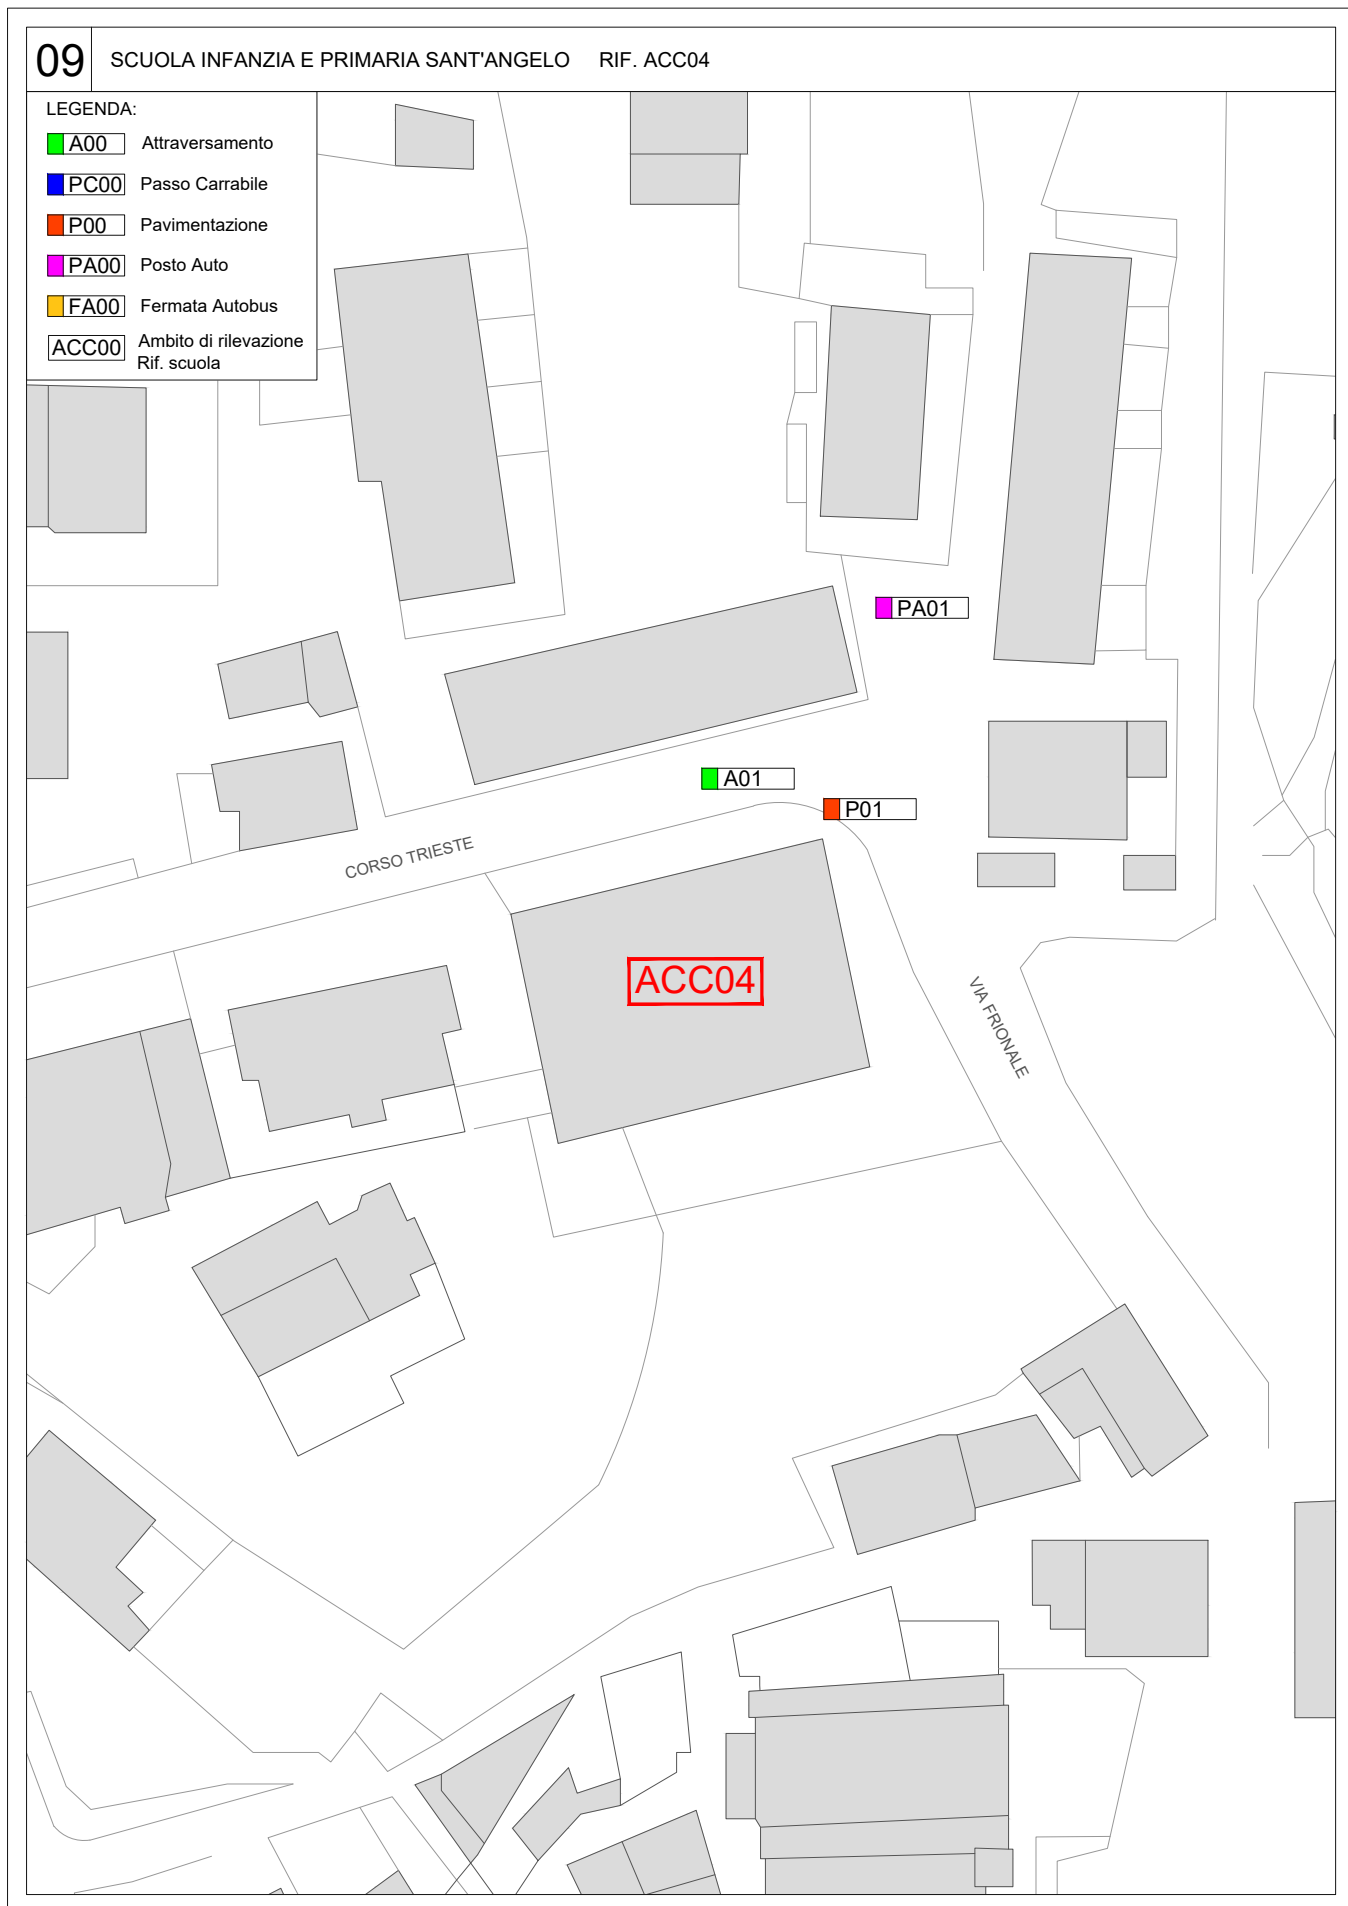 09
SCUOLA INFANZIA E PRIMARIA SANT'ANGELO RIF. ACC04
LEGENDA:
A00 Attraversamento
PC00 Passo Carrabile
P00 Pavimentazione
PA00 Posto Auto
FA00 Fermata Autobus
ACC00 Ambito di rilevazione
Rif. scuola
PA01
A01
P01
CORSO TRIESTE
ACC04
VIA FRIONALE